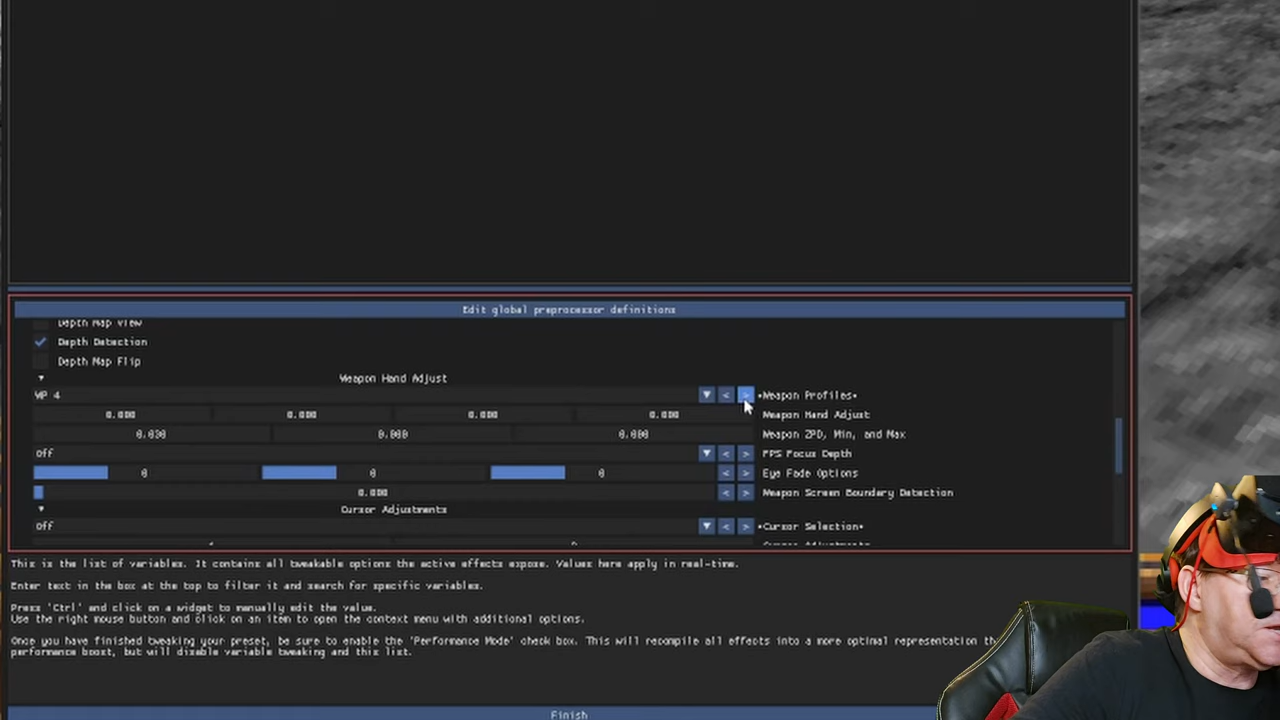 Edit global preprocessor definitions
Depth Map View
Depth Detection
Depth Map Flip
Weapon Hand Adjust
WP 4 ▼ < > •Weapon Profiles•
0.000 0.000 0.000 0.000 Weapon Hand Adjust
0.030 0.000 0.000 Weapon ZPD, Min, and Max
Off ▼ < > FPS Focus Depth
0 0 0 < > Eye Fade Options
0.000 < > Weapon Screen Boundary Detection
Cursor Adjustments
Off ▼ < > •Cursor Selection•
Cursor Adjustments
This is the list of variables. It contains all tweakable options the active effects expose. Values here apply in real-time.
Enter text in the box at the top to filter it and search for specific variables.
Press 'Ctrl' and click on a widget to manually edit the value.
Use the right mouse button and click on an item to open the context menu with additional options.
Once you have finished tweaking your preset, be sure to enable the 'Performance Mode' check box. This will recompile all effects into a more optimal representation
performance boost, but will disable variable tweaking and this list.
Finish